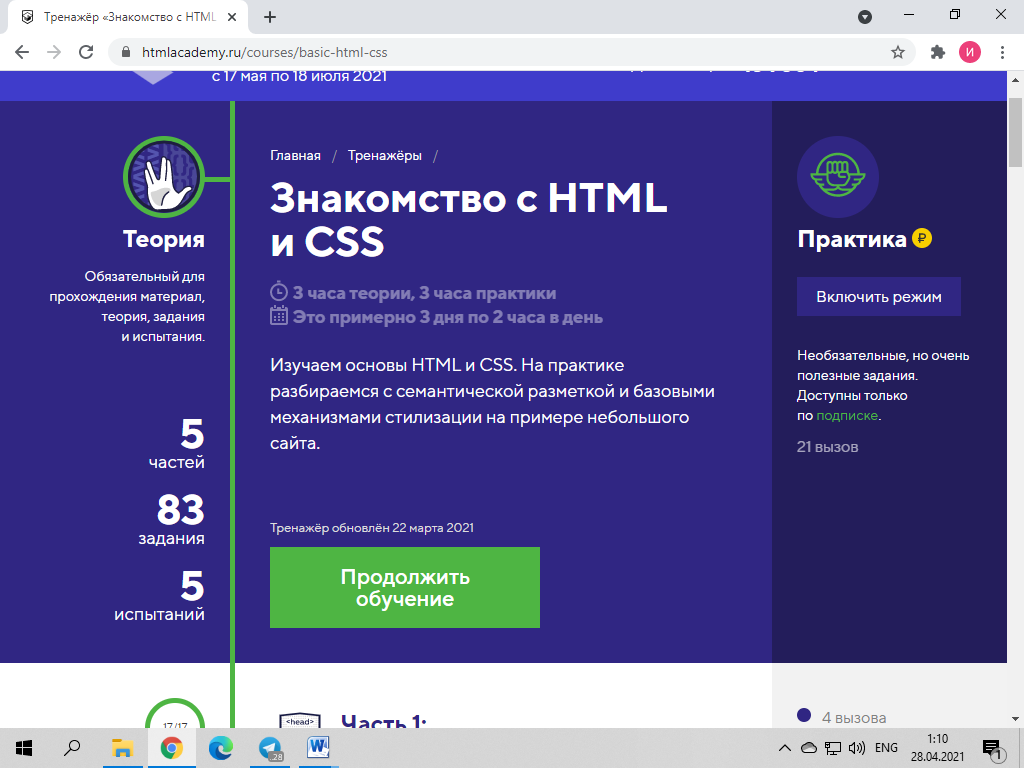 Тренажёр «Знакомство с HTML
htmlacademy.ru/courses/basic-html-css
И
с 17 мая по 18 июля 2021
Теория
Обязательный для
прохождения материал,
теория, задания
и испытания.
5
частей
83
задания
5
испытаний
Главная / Тренажёры /
Знакомство с HTML
и CSS
3 часа теории, 3 часа практики
Это примерно 3 дня по 2 часа в день
Изучаем основы HTML и CSS. На практике
разбираемся с семантической разметкой и базовыми
механизмами стилизации на примере небольшого
сайта.
Тренажёр обновлён 22 марта 2021
Продолжить
обучение
Практика ₽
Включить режим
Необязательные, но очень
полезные задания.
Доступны только
по подписке.
21 вызов
17/17
<head>
Часть 1:
4 вызова
28
W
ENG
1:10
28.04.2021
1